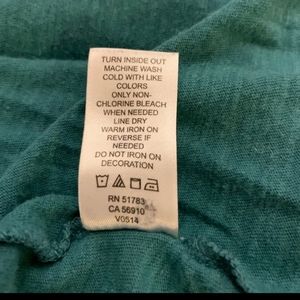 TURN INSIDE OUT
MACHINE WASH
COLD WITH LIKE
COLORS
ONLY NON-
CHLORINE BLEACH
WHEN NEEDED
LINE DRY
WARM IRON ON
REVERSE IF
NEEDED
DO NOT IRON ON
DECORATION
RN 51783
CA 56910
V0514